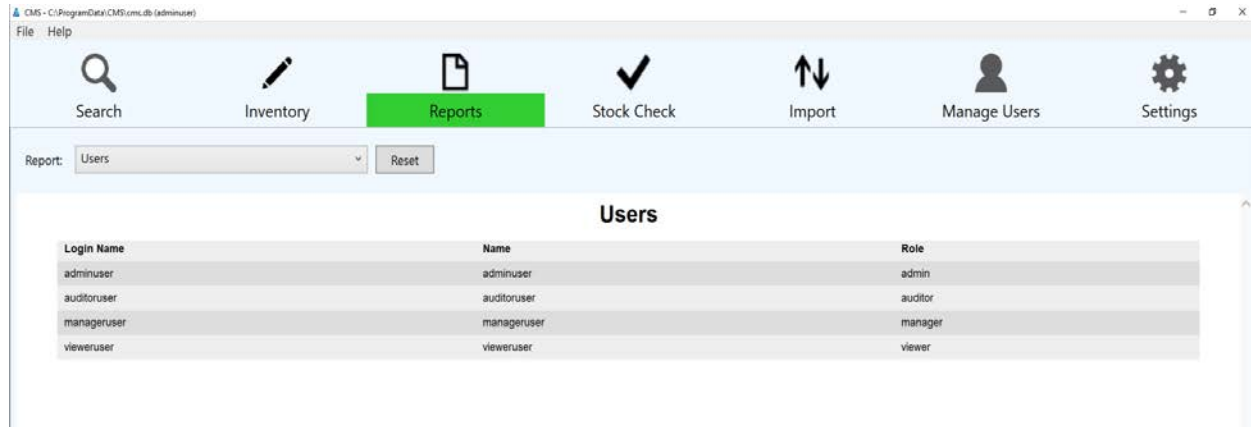 CMS - C:\ProgramData\CMS\cms.db (adminuser)
File Help
Search Inventory Reports Stock Check Import Manage Users Settings
Report: Users Reset
Users
Login Name Name Role
adminuser adminuser admin
auditoruser auditoruser auditor
manageruser manageruser manager
vieweruser vieweruser viewer